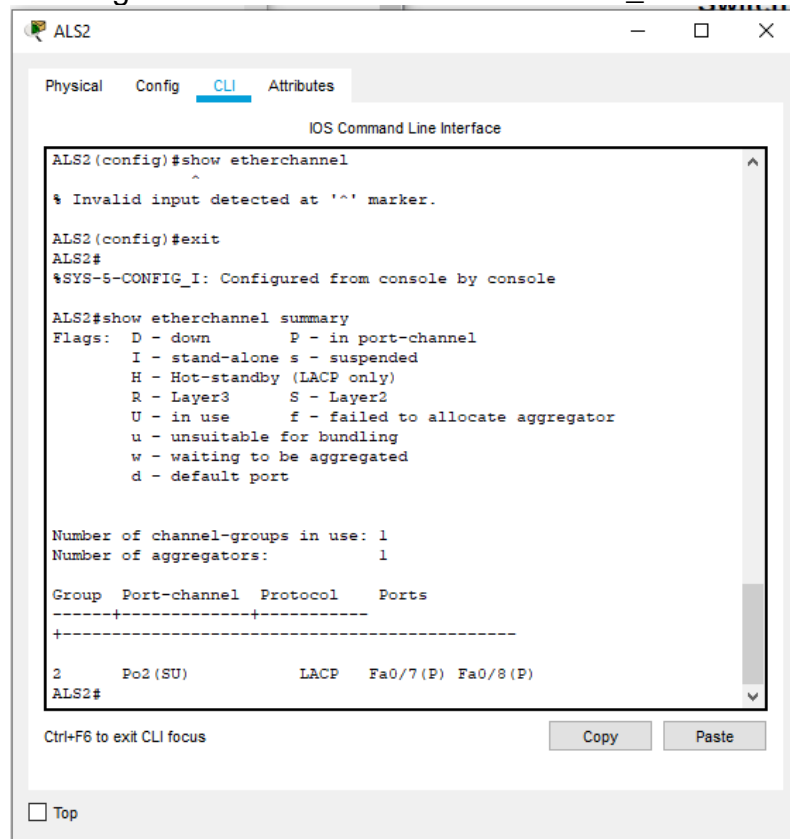 ALS2
Physical Config CLI Attributes
IOS Command Line Interface
ALS2(config)#show etherchannel
^
% Invalid input detected at '^' marker.
ALS2(config)#exit
ALS2#
%SYS-5-CONFIG_I: Configured from console by console
ALS2#show etherchannel summary
Flags:  D - down        P - in port-channel
        I - stand-alone s - suspended
        H - Hot-standby (LACP only)
        R - Layer3      S - Layer2
        U - in use      f - failed to allocate aggregator
        u - unsuitable for bundling
        w - waiting to be aggregated
        d - default port
Number of channel-groups in use: 1
Number of aggregators:           1
Group  Port-channel  Protocol    Ports
------+-------------+-----------
+----------------------------------------------
2      Po2(SU)           LACP   Fa0/7(P) Fa0/8(P)
ALS2#
Ctrl+F6 to exit CLI focus
Copy Paste
Top